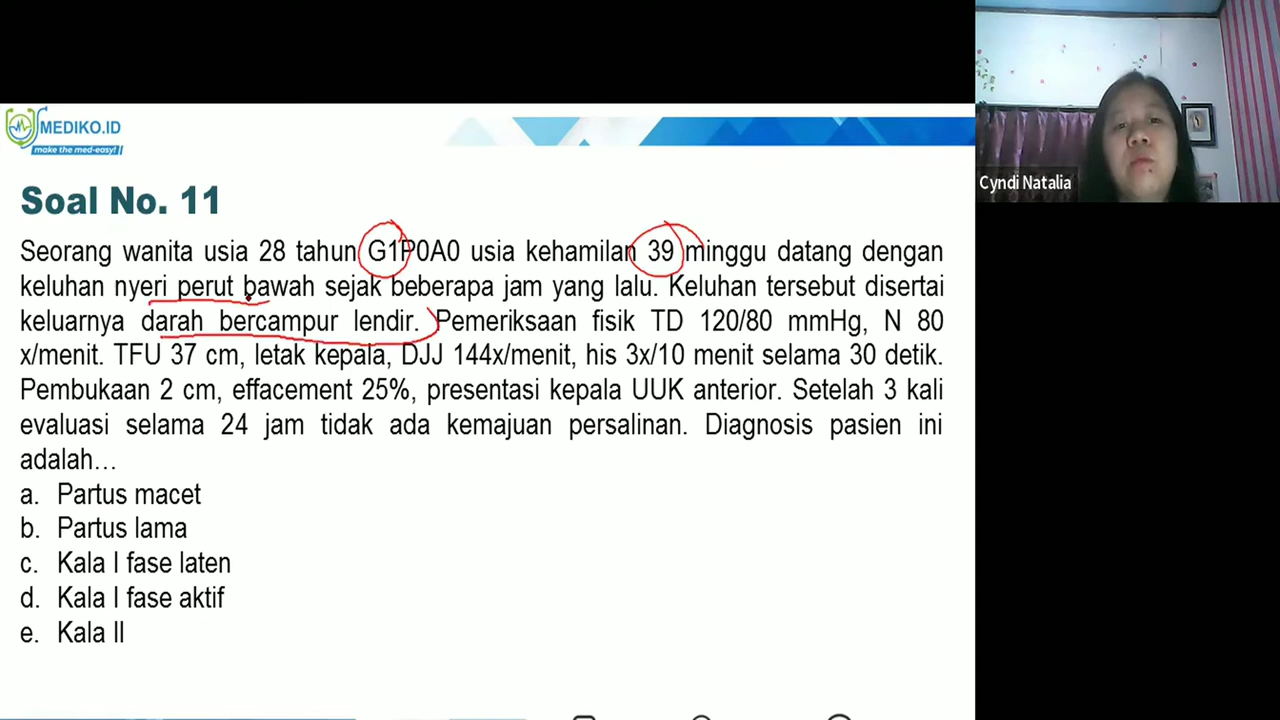 MEDIKO.ID
make the med-easy!
Cyndi Natalia
Soal No. 11
Seorang wanita usia 28 tahun G1P0A0 usia kehamilan 39 minggu datang dengan
keluhan nyeri perut bawah sejak beberapa jam yang lalu. Keluhan tersebut disertai
keluarnya darah bercampur lendir. Pemeriksaan fisik TD 120/80 mmHg, N 80
x/menit. TFU 37 cm, letak kepala, DJJ 144x/menit, his 3x/10 menit selama 30 detik.
Pembukaan 2 cm, effacement 25%, presentasi kepala UUK anterior. Setelah 3 kali
evaluasi selama 24 jam tidak ada kemajuan persalinan. Diagnosis pasien ini
adalah…
a. Partus macet
b. Partus lama
c. Kala I fase laten
d. Kala I fase aktif
e. Kala II